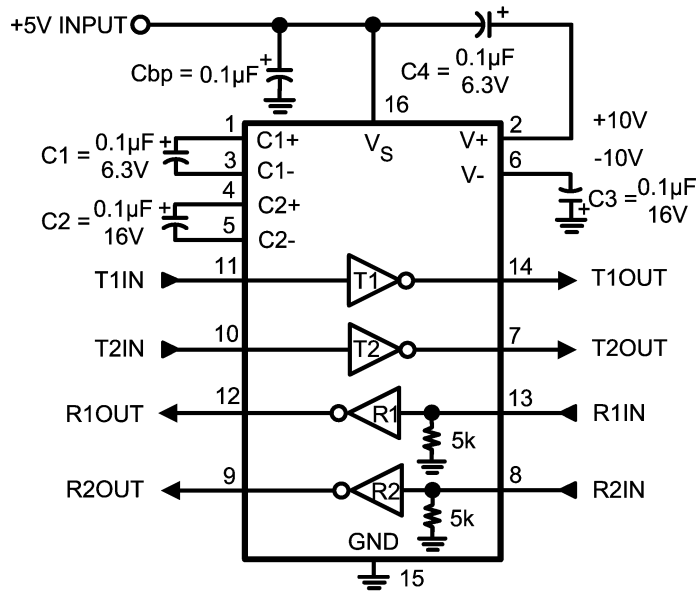 +5V INPUT
+
Cbp = 0.1µF
+
C4 = 0.1µF
6.3V
16
VS
1
C1+
V+
2
+10V
C1 = 0.1µF +
6.3V
3
C1-
V-
6
-10V
4
C2+
C2 = 0.1µF +
16V
5
C2-
C3 = 0.1µF
+
16V
T1IN
11
T1
14
T1OUT
T2IN
10
T2
7
T2OUT
R1OUT
12
R1
13
R1IN
5k
R2OUT
9
R2
8
R2IN
5k
GND
15